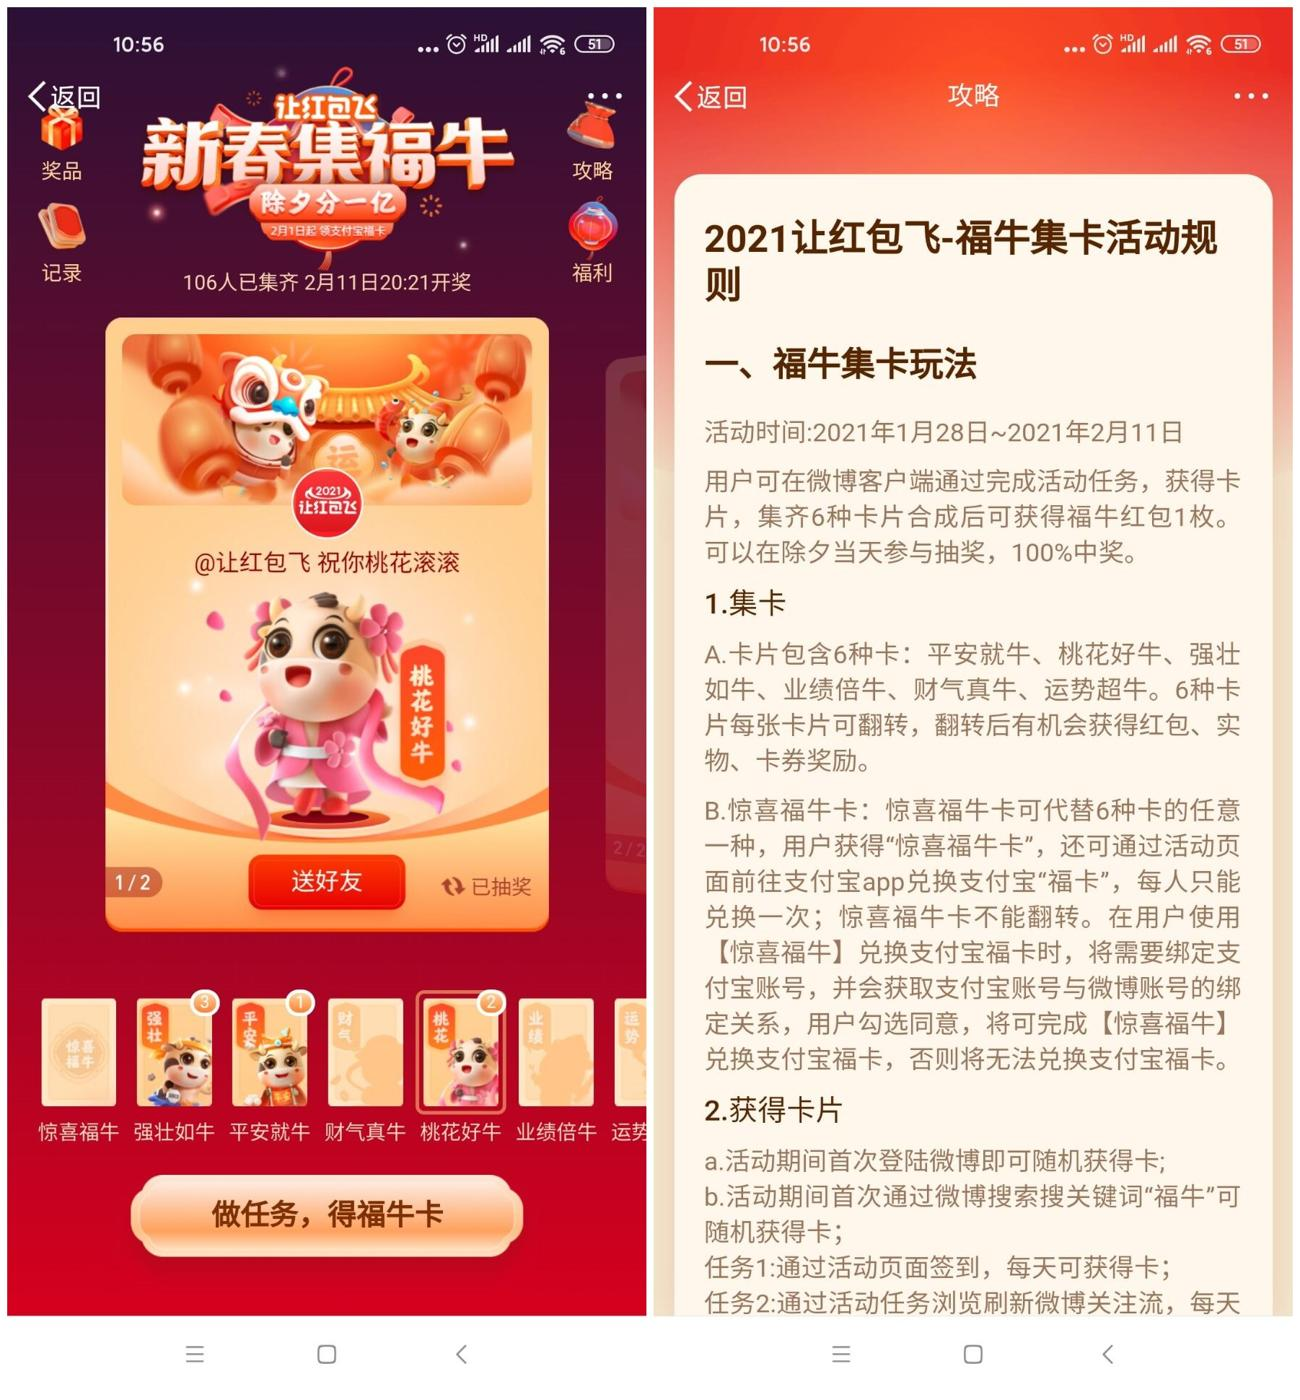 10:56
HD
6
51
返回
让红包飞
新春集福牛
除夕分一亿
2月1日起 领支付宝福卡
奖品
攻略
记录
福利
106人已集齐 2月11日20:21开奖
运
2021
让红包飞
@让红包飞 祝你桃花滚滚
桃花好牛
1/2
送好友
已抽奖
2/2
惊喜福牛
强壮
3
平安
1
财气
桃花
2
业绩
运势
惊喜福牛
强壮如牛
平安就牛
财气真牛
桃花好牛
业绩倍牛
运势
做任务，得福牛卡
10:56
HD
6
51
返回
攻略
2021让红包飞-福牛集卡活动规
则
一、福牛集卡玩法
活动时间:2021年1月28日~2021年2月11日
用户可在微博客户端通过完成活动任务，获得卡
片，集齐6种卡片合成后可获得福牛红包1枚。
可以在除夕当天参与抽奖，100%中奖。
1.集卡
A.卡片包含6种卡：平安就牛、桃花好牛、强壮
如牛、业绩倍牛、财气真牛、运势超牛。6种卡
片每张卡片可翻转，翻转后有机会获得红包、实
物、卡券奖励。
B.惊喜福牛卡：惊喜福牛卡可代替6种卡的任意
一种，用户获得“惊喜福牛卡”，还可通过活动页
面前往支付宝app兑换支付宝“福卡”，每人只能
兑换一次；惊喜福牛卡不能翻转。在用户使用
【惊喜福牛】兑换支付宝福卡时，将需要绑定支
付宝账号，并会获取支付宝账号与微博账号的绑
定关系，用户勾选同意，将可完成【惊喜福牛】
兑换支付宝福卡，否则将无法兑换支付宝福卡。
2.获得卡片
a.活动期间首次登陆微博即可随机获得卡;
b.活动期间首次通过微博搜索搜关键词“福牛”可
随机获得卡；
任务1:通过活动页面签到，每天可获得卡；
任务2:通过活动任务浏览刷新微博关注流，每天